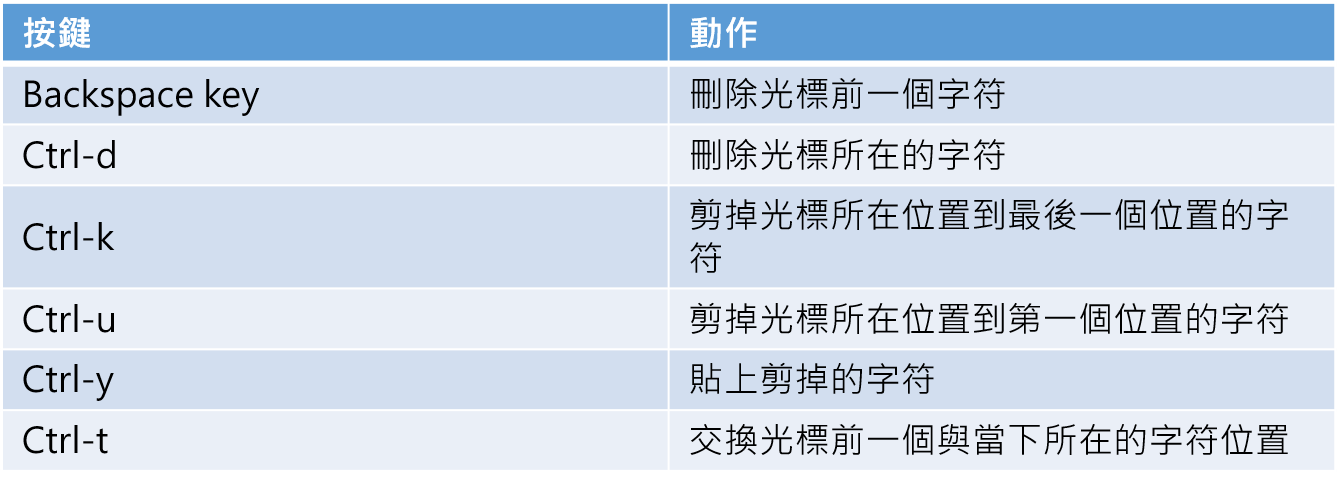 按鍵 動作
Backspace key 刪除光標前一個字符
Ctrl-d 刪除光標所在的字符
Ctrl-k 剪掉光標所在位置到最後一個位置的字
符
Ctrl-u 剪掉光標所在位置到第一個位置的字符
Ctrl-y 貼上剪掉的字符
Ctrl-t 交換光標前一個與當下所在的字符位置